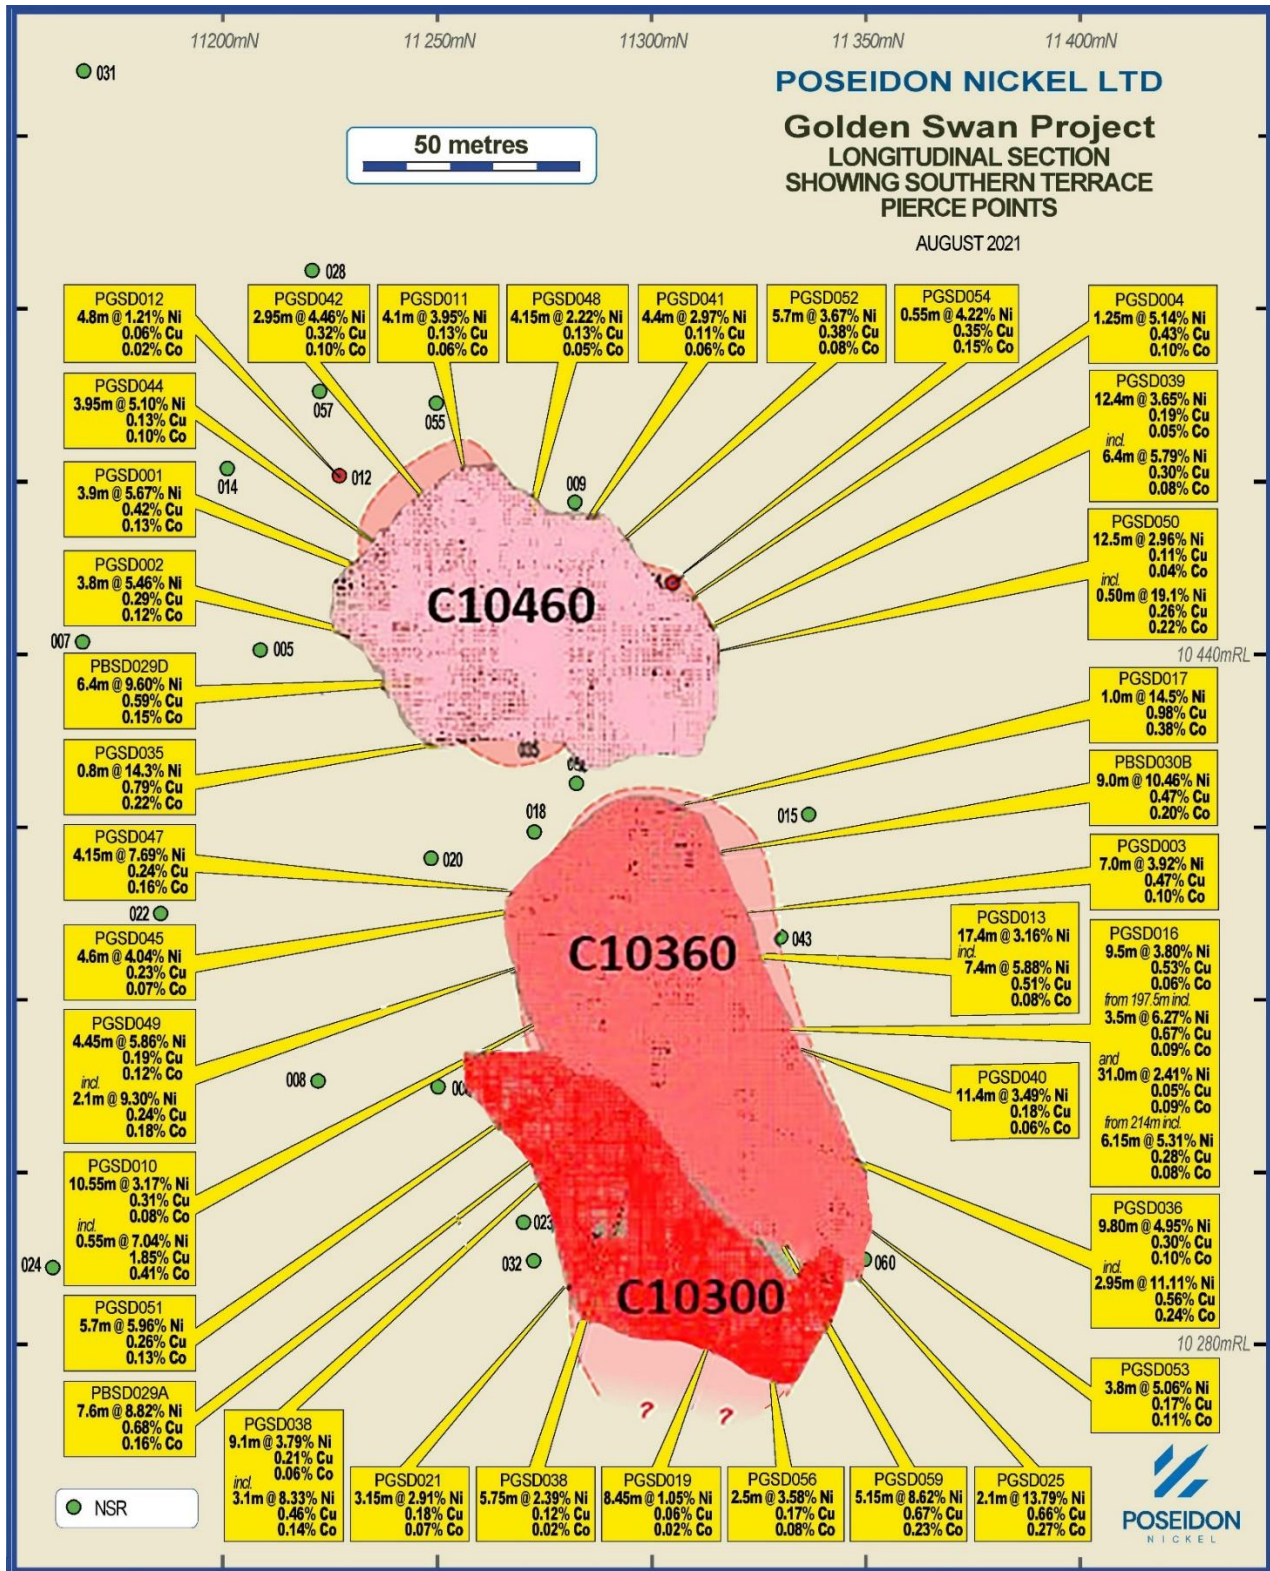 11200mN
11 250mN
11300mN
11 350mN
11 400mN
031
POSEIDON NICKEL LTD
Golden Swan Project
LONGITUDINAL SECTION
SHOWING SOUTHERN TERRACE
PIERCE POINTS
AUGUST 2021
50 metres
028
PGSD012
4.8m @ 1.21% Ni
0.06% Cu
0.02% Co
PGSD042
2.95m @ 4.46% Ni
0.32% Cu
0.10% Co
PGSD011
4.1m @ 3.95% Ni
0.13% Cu
0.06% Co
PGSD048
4.15m @ 2.22% Ni
0.13% Cu
0.05% Co
PGSD041
4.4m @ 2.97% Ni
0.11% Cu
0.06% Co
PGSD052
5.7m @ 3.67% Ni
0.38% Cu
0.08% Co
PGSD054
0.55m @ 4.22% Ni
0.35% Cu
0.15% Co
PGSD004
1.25m @ 5.14% Ni
0.43% Cu
0.10% Co
PGSD044
3.95m @ 5.10% Ni
0.13% Cu
0.10% Co
057
055
PGSD039
12.4m @ 3.65% Ni
0.19% Cu
0.05% Co
incl.
6.4m @ 5.79% Ni
0.30% Cu
0.08% Co
014
012
009
PGSD001
3.9m @ 5.67% Ni
0.42% Cu
0.13% Co
PGSD050
12.5m @ 2.96% Ni
0.11% Cu
0.04% Co
incl.
0.50m @ 19.1% Ni
0.26% Cu
0.22% Co
PGSD002
3.8m @ 5.46% Ni
0.29% Cu
0.12% Co
C10460
007
005
10 440mRL
PBSD029D
6.4m @ 9.60% Ni
0.59% Cu
0.15% Co
PGSD017
1.0m @ 14.5% Ni
0.98% Cu
0.38% Co
035
PGSD035
0.8m @ 14.3% Ni
0.79% Cu
0.22% Co
PBSD030B
9.0m @ 10.46% Ni
0.47% Cu
0.20% Co
018
015
020
PGSD047
4.15m @ 7.69% Ni
0.24% Cu
0.16% Co
PGSD003
7.0m @ 3.92% Ni
0.47% Cu
0.10% Co
022
PGSD045
4.6m @ 4.04% Ni
0.23% Cu
0.07% Co
C10360
043
PGSD013
17.4m @ 3.16% Ni
incl.
7.4m @ 5.88% Ni
0.51% Cu
0.08% Co
PGSD016
9.5m @ 3.80% Ni
0.53% Cu
0.06% Co
from 197.5m incl.
3.5m @ 6.27% Ni
0.67% Cu
0.09% Co
and
31.0m @ 2.41% Ni
0.05% Cu
0.09% Co
from 214m incl.
6.15m @ 5.31% Ni
0.28% Cu
0.08% Co
PGSD049
4.45m @ 5.86% Ni
0.19% Cu
0.12% Co
incl.
2.1m @ 9.30% Ni
0.24% Cu
0.18% Co
008
PGSD040
11.4m @ 3.49% Ni
0.18% Cu
0.06% Co
PGSD010
10.55m @ 3.17% Ni
0.31% Cu
0.08% Co
incl.
0.55m @ 7.04% Ni
1.85% Cu
0.41% Co
023
032
024
060
PGSD036
9.80m @ 4.95% Ni
0.30% Cu
0.10% Co
incl.
2.95m @ 11.11% Ni
0.56% Cu
0.24% Co
C10300
PGSD051
5.7m @ 5.96% Ni
0.26% Cu
0.13% Co
10 280mRL
PGSD053
3.8m @ 5.06% Ni
0.17% Cu
0.11% Co
PBSD029A
7.6m @ 8.82% Ni
0.68% Cu
0.16% Co
? ?
PGSD038
9.1m @ 3.79% Ni
0.21% Cu
0.06% Co
incl.
3.1m @ 8.33% Ni
0.46% Cu
0.14% Co
PGSD021
3.15m @ 2.91% Ni
0.18% Cu
0.07% Co
PGSD038
5.75m @ 2.39% Ni
0.12% Cu
0.02% Co
PGSD019
8.45m @ 1.05% Ni
0.06% Cu
0.02% Co
PGSD056
2.5m @ 3.58% Ni
0.17% Cu
0.08% Co
PGSD059
5.15m @ 8.62% Ni
0.67% Cu
0.23% Co
PGSD025
2.1m @ 13.79% Ni
0.66% Cu
0.27% Co
NSR
POSEIDON
NICKEL